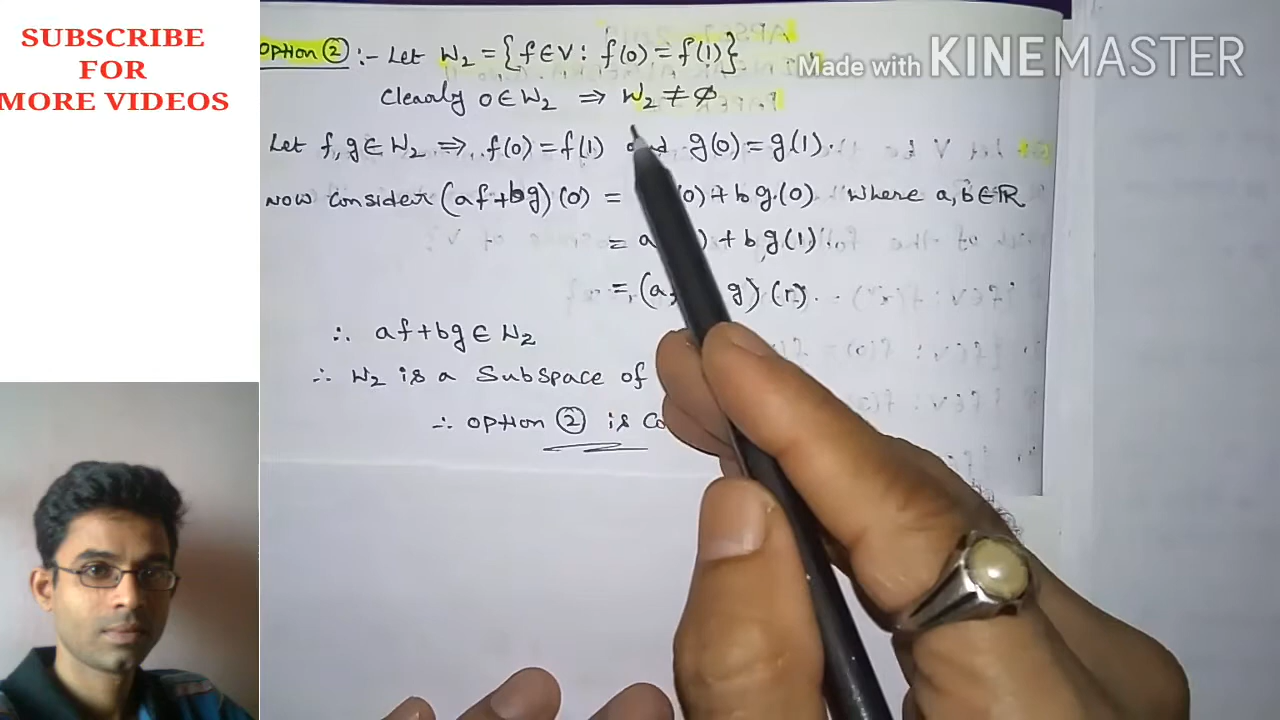 SUBSCRIBE
FOR
MORE VIDEOS
Made with KINEMASTER
Option ② :- Let W₂ = {f∈V : f(0) = f(1)}
Clearly 0∈W₂ ⇒ W₂ ≠ ∅
Let f, g∈W₂ ⇒ f(0) = f(1) and g(0) = g(1).
Now consider (af+bg)(0) = (0) + bg(0) where a, b∈ℝ
= a ) + bg(1)
= (a g)(1).
∴ af+bg∈W₂
∴ W₂ is a Subspace of
∴ option ② is